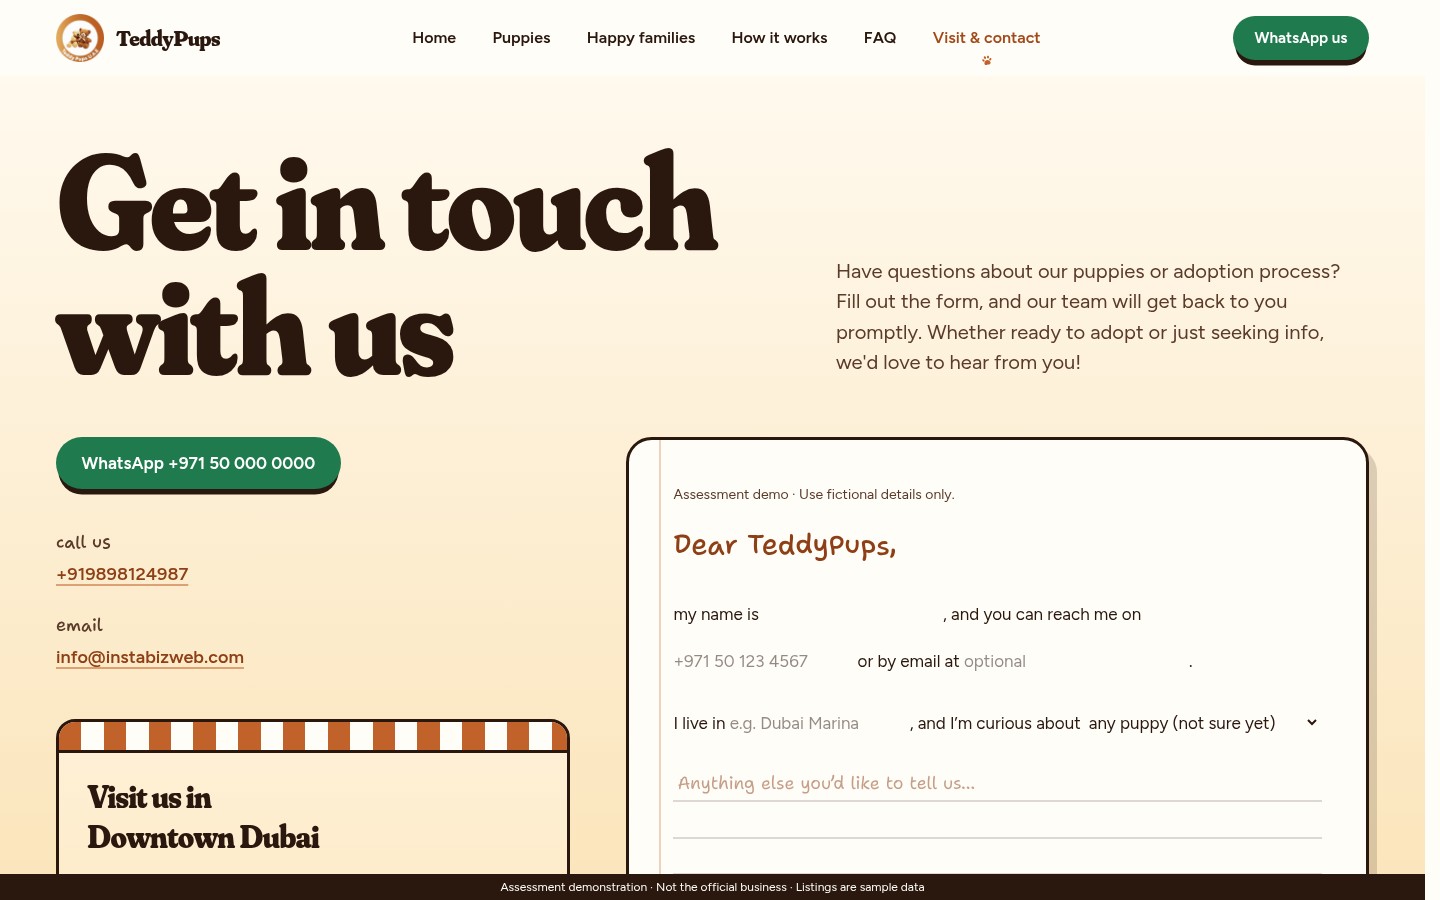 TeddyPups
Home
Puppies
Happy families
How it works
FAQ
Visit & contact
WhatsApp us
Get in touch
with us
Have questions about our puppies or adoption process?
Fill out the form, and our team will get back to you
promptly. Whether ready to adopt or just seeking info,
we'd love to hear from you!
WhatsApp +971 50 000 0000
call us
+919898124987
email
info@instabizweb.com
Visit us in
Downtown Dubai
Assessment demo · Use fictional details only.
Dear TeddyPups,
my name is , and you can reach me on
+971 50 123 4567 or by email at optional .
I live in e.g. Dubai Marina , and I’m curious about any puppy (not sure yet)
Anything else you’d like to tell us...
Assessment demonstration · Not the official business · Listings are sample data